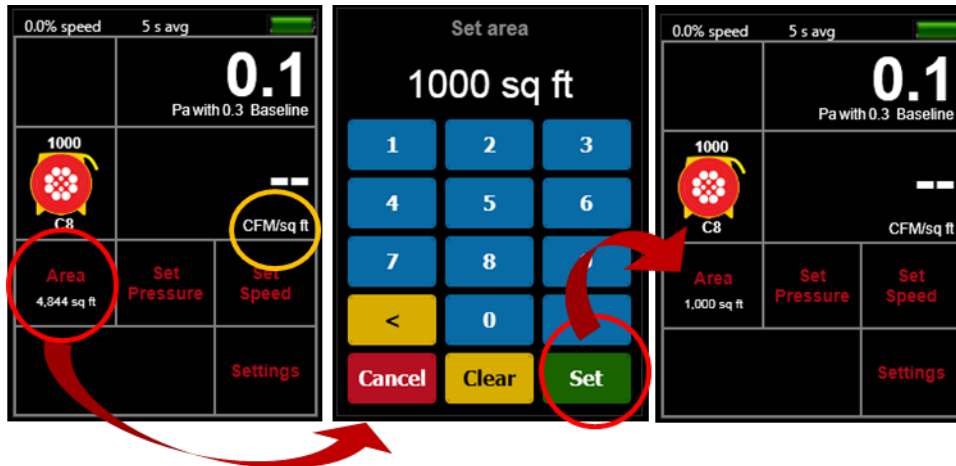 0.0% speed 5 s avg
0.1
Pa with 0.3 Baseline
1000
C8
--
CFM/sq ft
Area
4,844 sq ft
Set
Pressure
Set
Speed
Settings
Set area
1000 sq ft
1 2 3
4 5 6
7 8
< 0
Cancel Clear Set
0.0% speed 5 s avg
0.1
Pa with 0.3 Baseline
1000
C8
--
CFM/sq ft
Area
1,000 sq ft
Set
Pressure
Set
Speed
Settings